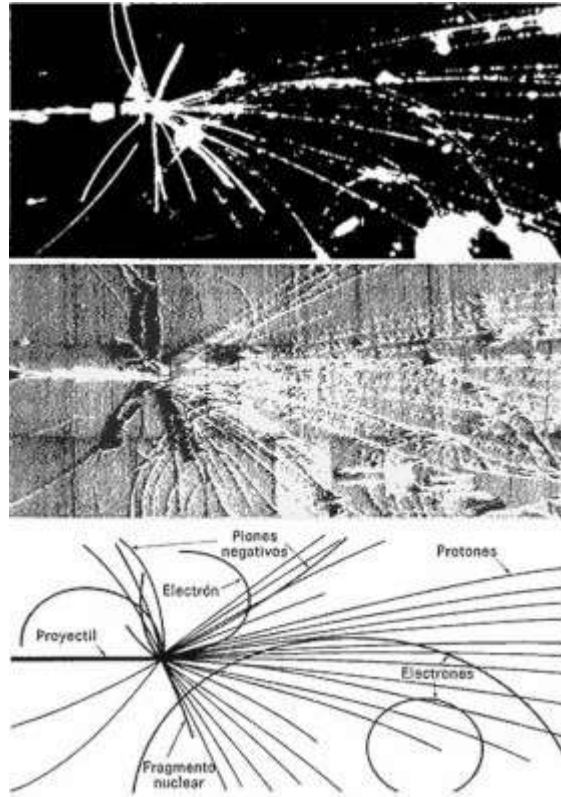 Piones
negativos
Protones
Electrón
Proyectil
Electrones
Fragmento
nuclear